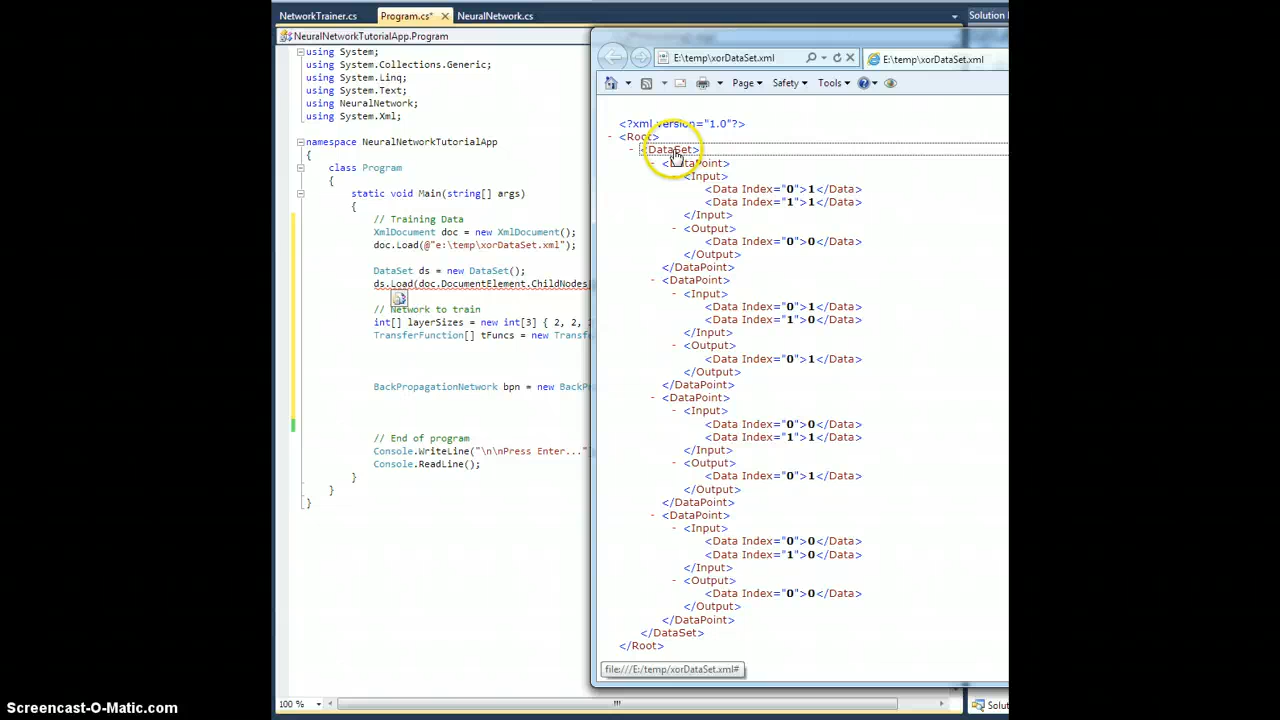 NetworkTrainer.cs Program.cs* NeuralNetwork.cs
Solution
NeuralNetworkTutorialApp.Program
using System;
using System.Collections.Generic;
using System.Linq;
using System.Text;
using NeuralNetwork;
using System.Xml;
namespace NeuralNetworkTutorialApp
{
class Program
{
static void Main(string[] args)
{
// Training Data
XmlDocument doc = new XmlDocument();
doc.Load(@"e:\temp\xorDataSet.xml");
DataSet ds = new DataSet();
ds.Load(doc.DocumentElement.ChildNodes
// Network to train
int[] layerSizes = new int[3] { 2, 2,
TransferFunction[] tFuncs = new Transf
BackPropagationNetwork bpn = new BackPr
// End of program
Console.WriteLine("\n\nPress Enter..."
Console.ReadLine();
}
}
}
100 %
E:\temp\xorDataSet.xml
E:\temp\xorDataSet.xml
Page Safety Tools
<?xml version="1.0"?>
- <Root>
- <DataSet>
- <DataPoint>
- <Input>
<Data Index="0">1</Data>
<Data Index="1">1</Data>
</Input>
- <Output>
<Data Index="0">0</Data>
</Output>
</DataPoint>
- <DataPoint>
- <Input>
<Data Index="0">1</Data>
<Data Index="1">0</Data>
</Input>
- <Output>
<Data Index="0">1</Data>
</Output>
</DataPoint>
- <DataPoint>
- <Input>
<Data Index="0">0</Data>
<Data Index="1">1</Data>
</Input>
- <Output>
<Data Index="0">1</Data>
</Output>
</DataPoint>
- <DataPoint>
- <Input>
<Data Index="0">0</Data>
<Data Index="1">0</Data>
</Input>
- <Output>
<Data Index="0">0</Data>
</Output>
</DataPoint>
</DataSet>
</Root>
file:///E:/temp/xorDataSet.xml#
Solut
Screencast-O-Matic.com